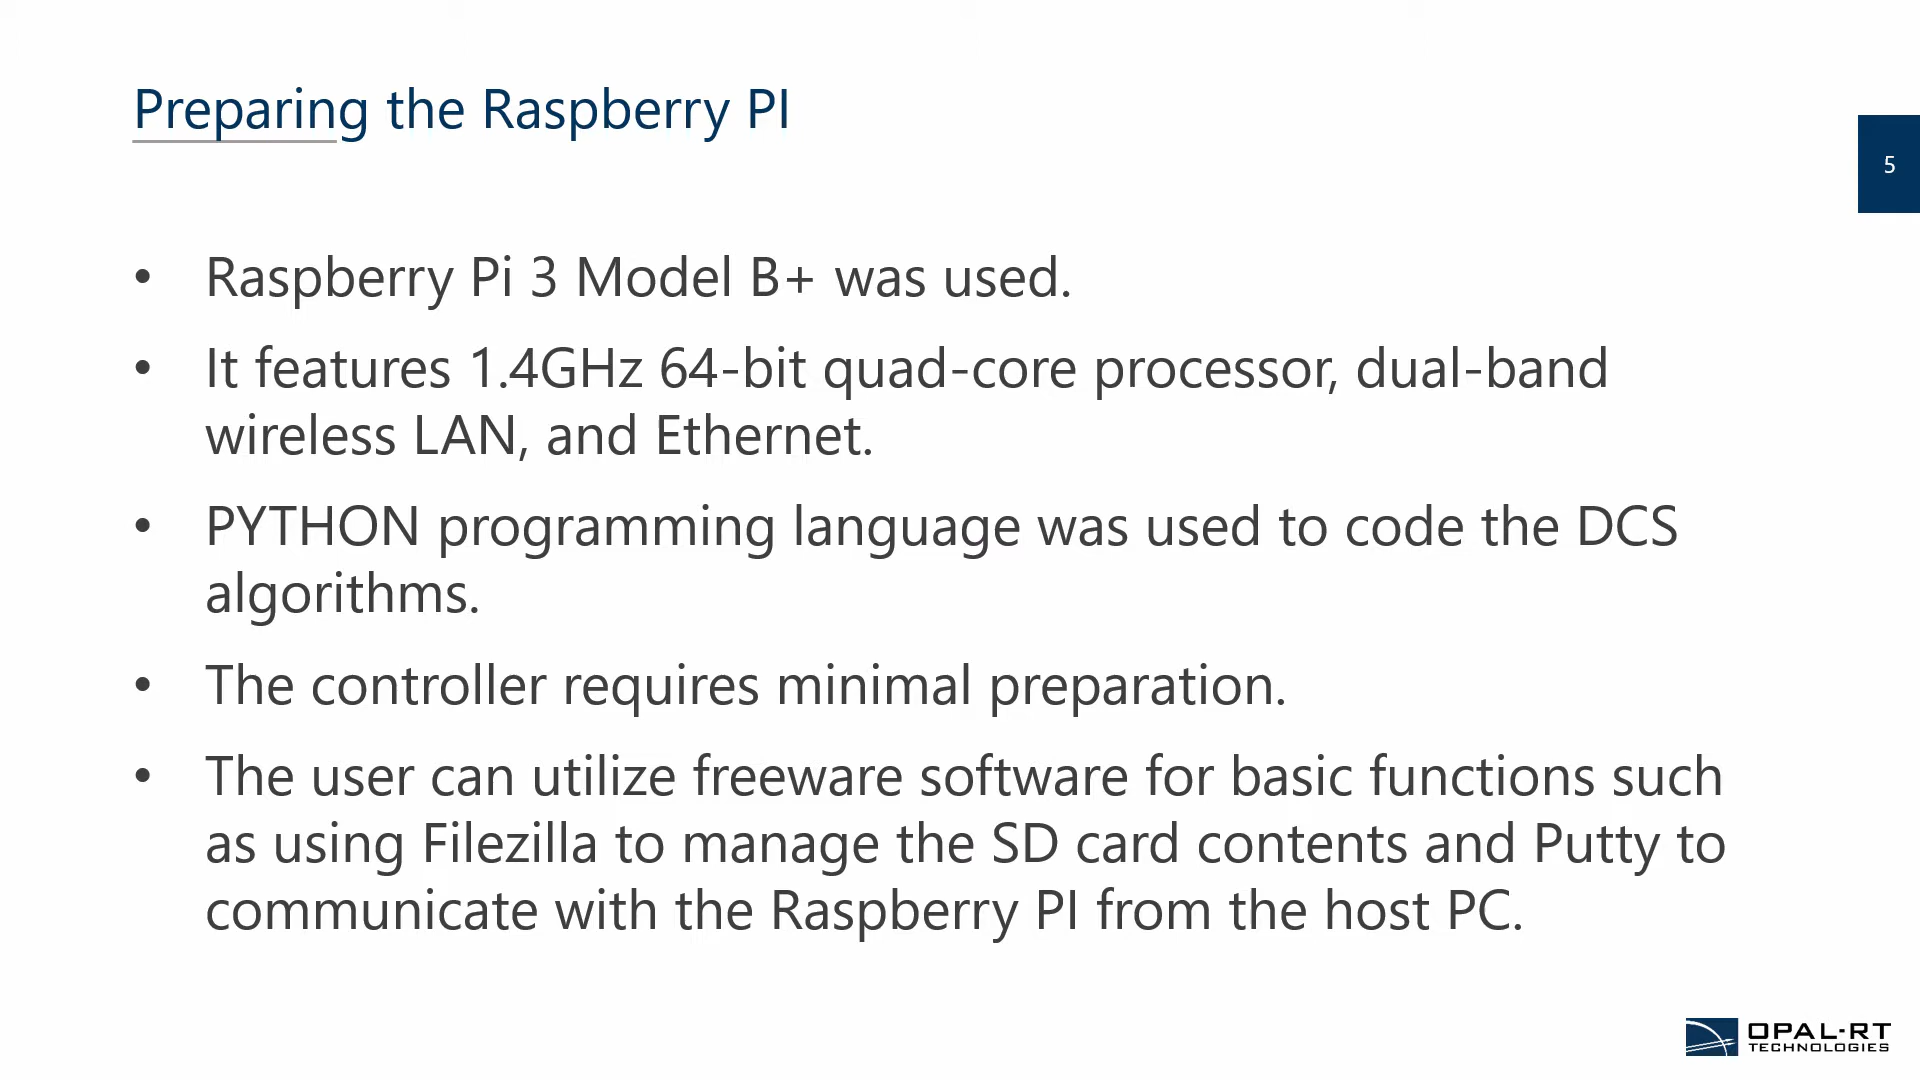 Preparing the Raspberry PI
5
• Raspberry Pi 3 Model B+ was used.
• It features 1.4GHz 64-bit quad-core processor, dual-band
wireless LAN, and Ethernet.
• PYTHON programming language was used to code the DCS
algorithms.
• The controller requires minimal preparation.
• The user can utilize freeware software for basic functions such
as using Filezilla to manage the SD card contents and Putty to
communicate with the Raspberry PI from the host PC.
OPAL-RT
TECHNOLOGIES